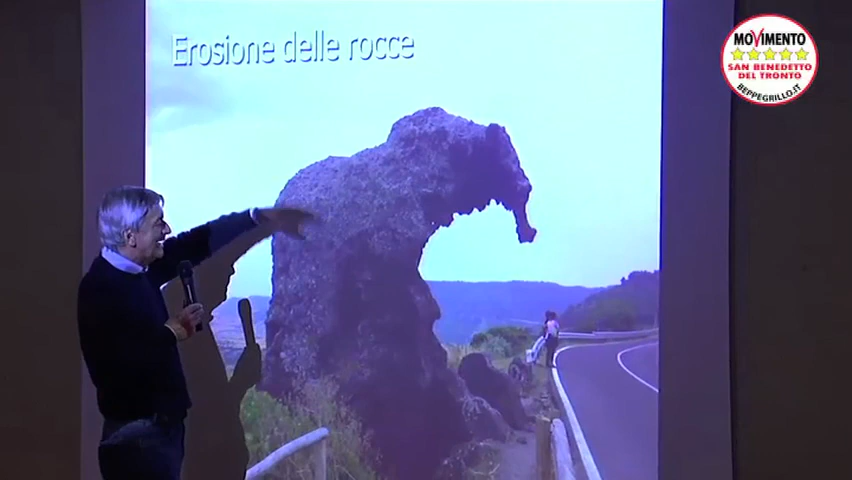 Erosione delle rocce
MOVIMENTO
SAN BENEDETTO
DEL TRONTO
BEPPEGRILLO.IT